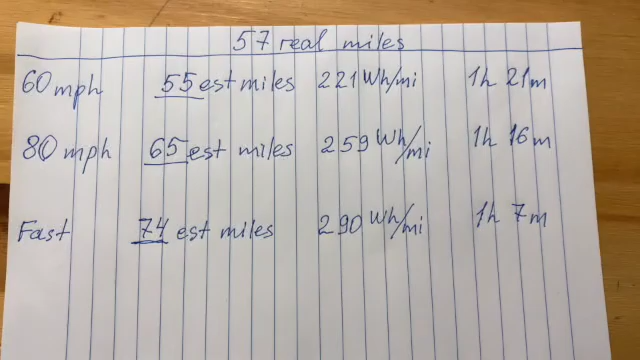 57 real miles
60 mph 55 est miles 221 Wh/mi 1h 21m
80 mph 65 est miles 259 Wh/mi 1h 16m
Fast 74 est miles 290 Wh/mi 1h 7m